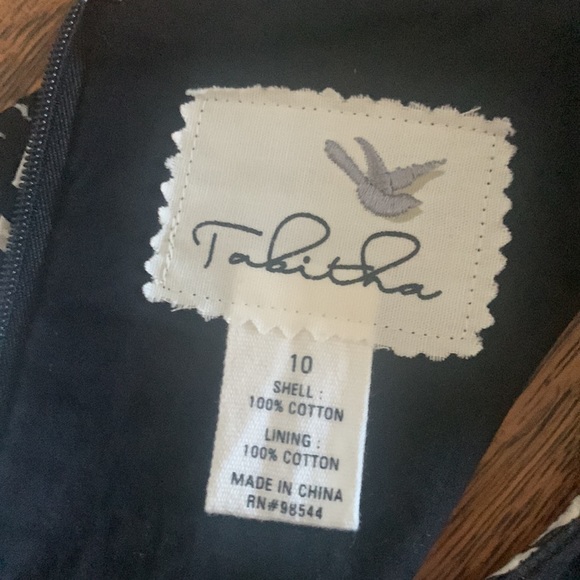 Tabitha
10
SHELL :
100% COTTON
LINING :
100% COTTON
MADE IN CHINA
RN#98544